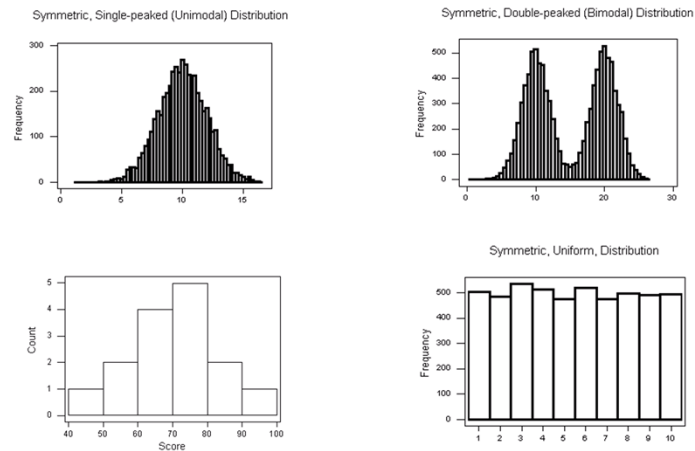 Symmetric, Single-peaked (Unimodal) Distribution
300
200
100
0
Frequency
0 5 10 15
Symmetric, Double-peaked (Bimodal) Distribution
500
400
300
200
100
0
Frequency
0 10 20 30
5
4
3
2
1
0
Count
40 50 60 70 80 90 100
Score
Symmetric, Uniform, Distribution
500
400
300
200
100
0
Frequency
1 2 3 4 5 6 7 8 9 10